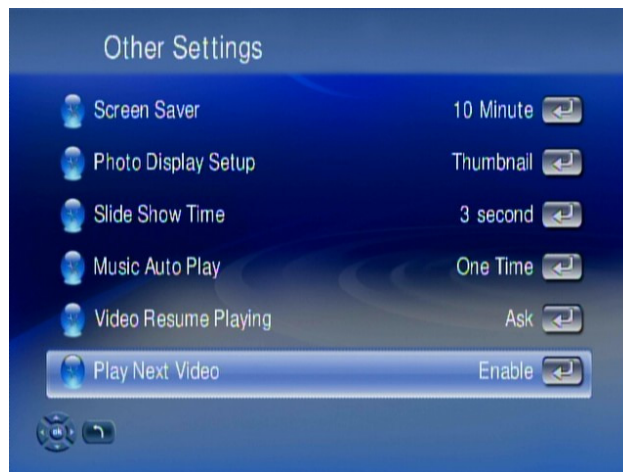 Other Settings
Screen Saver 10 Minute
Photo Display Setup Thumbnail
Slide Show Time 3 second
Music Auto Play One Time
Video Resume Playing Ask
Play Next Video Enable
Ok